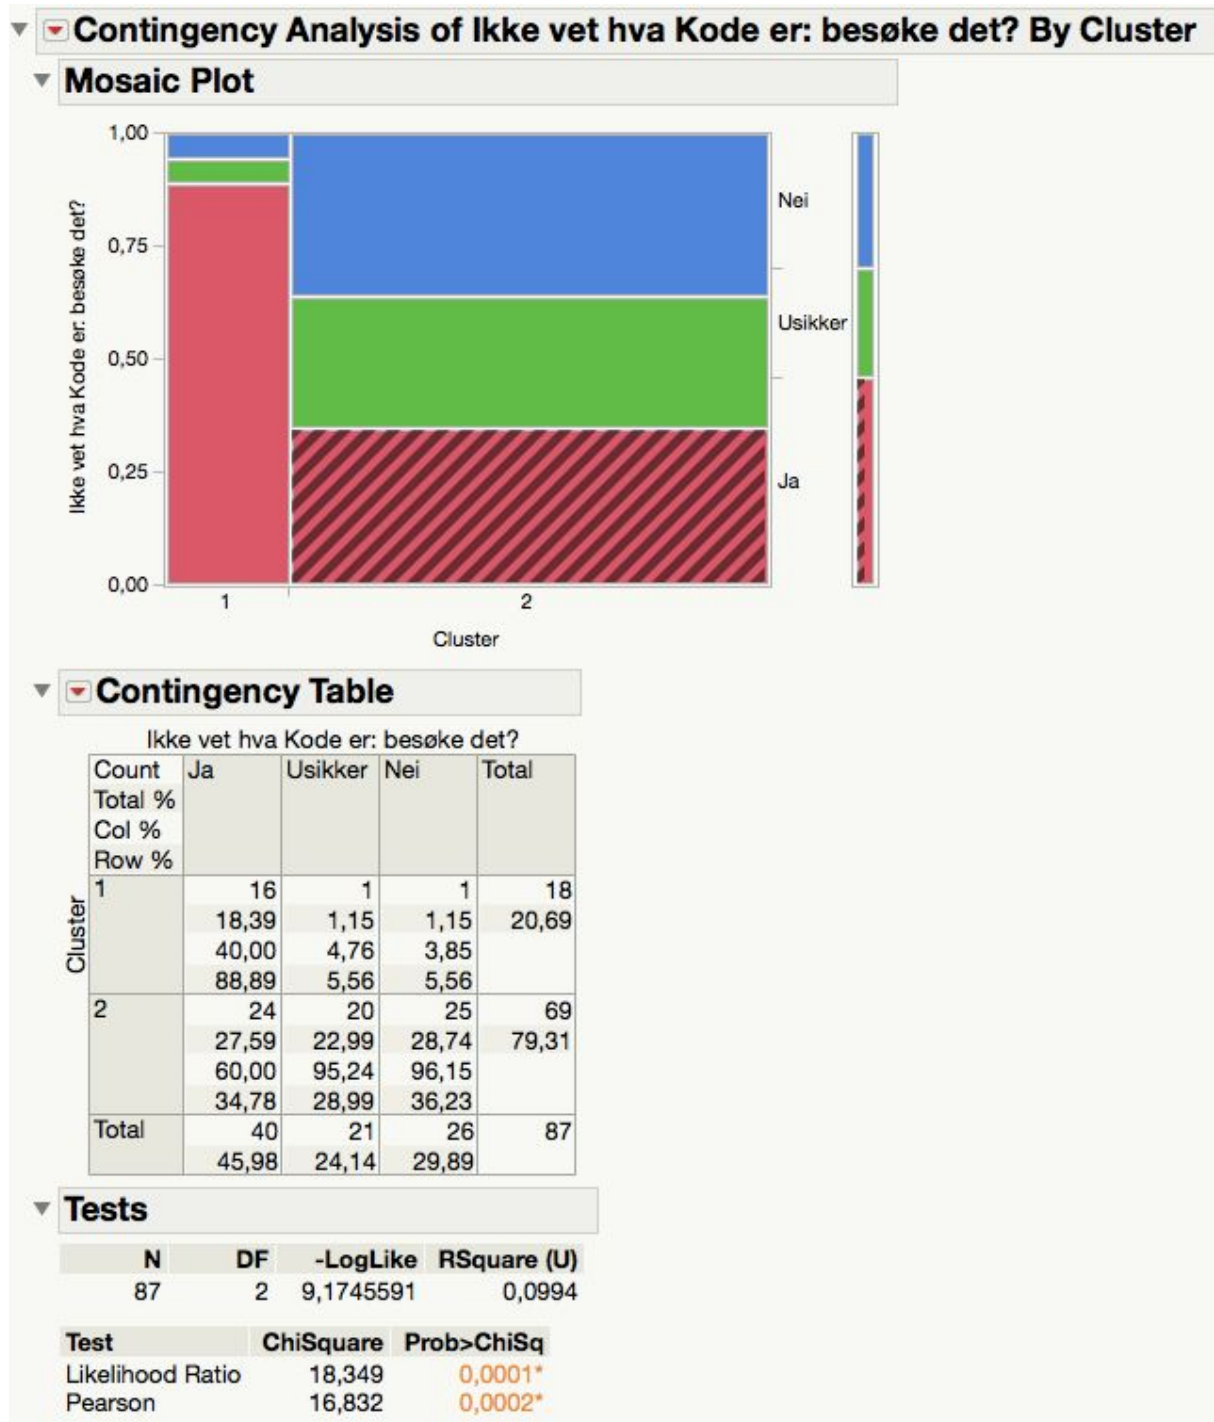 Contingency Analysis of Ikke vet hva Kode er: besøke det? By Cluster
Mosaic Plot
1,00
0,75
0,50
0,25
0,00
Ikke vet hva Kode er: besøke det?
Nei
Usikker
Ja
1 2
Cluster
Contingency Table
Ikke vet hva Kode er: besøke det?
Count Ja Usikker Nei Total
Total %
Col %
Row %
Cluster
1 16 1 1 18
18,39 1,15 1,15 20,69
40,00 4,76 3,85
88,89 5,56 5,56
2 24 20 25 69
27,59 22,99 28,74 79,31
60,00 95,24 96,15
34,78 28,99 36,23
Total 40 21 26 87
45,98 24,14 29,89
Tests
N DF -LogLike RSquare (U)
87 2 9,1745591 0,0994
Test ChiSquare Prob>ChiSq
Likelihood Ratio 18,349 0,0001*
Pearson 16,832 0,0002*